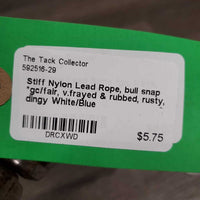 The Tack Collector
592516-29
Stiff Nylon Lead Rope, bull snap
*gc/fair, v.frayed & rubbed, rusty,
dingy White/Blue
DRCXWD
$5.75